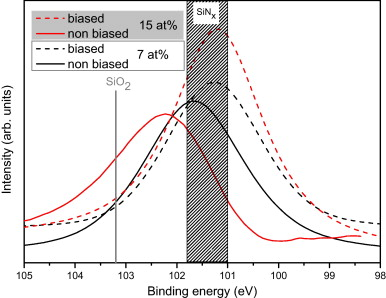 biased
15 at%
non biased
biased
7 at%
non biased
SiNx
SiO2
Intensity (arb. units)
105 104 103 102 101 100 99 98
Binding energy (eV)